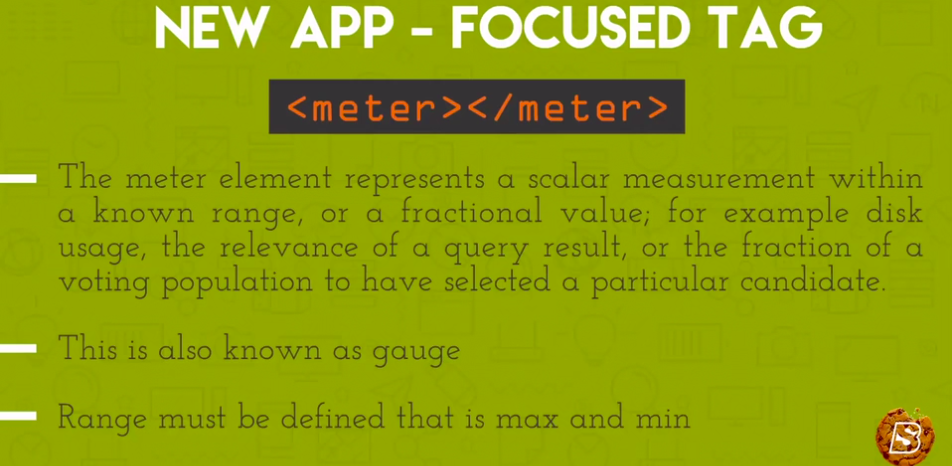 NEW APP - FOCUSED TAG
<meter></meter>
The meter element represents a scalar measurement within
a known range, or a fractional value; for example disk
usage, the relevance of a query result, or the fraction of a
voting population to have selected a particular candidate.
This is also known as gauge
Range must be defined that is max and min
B